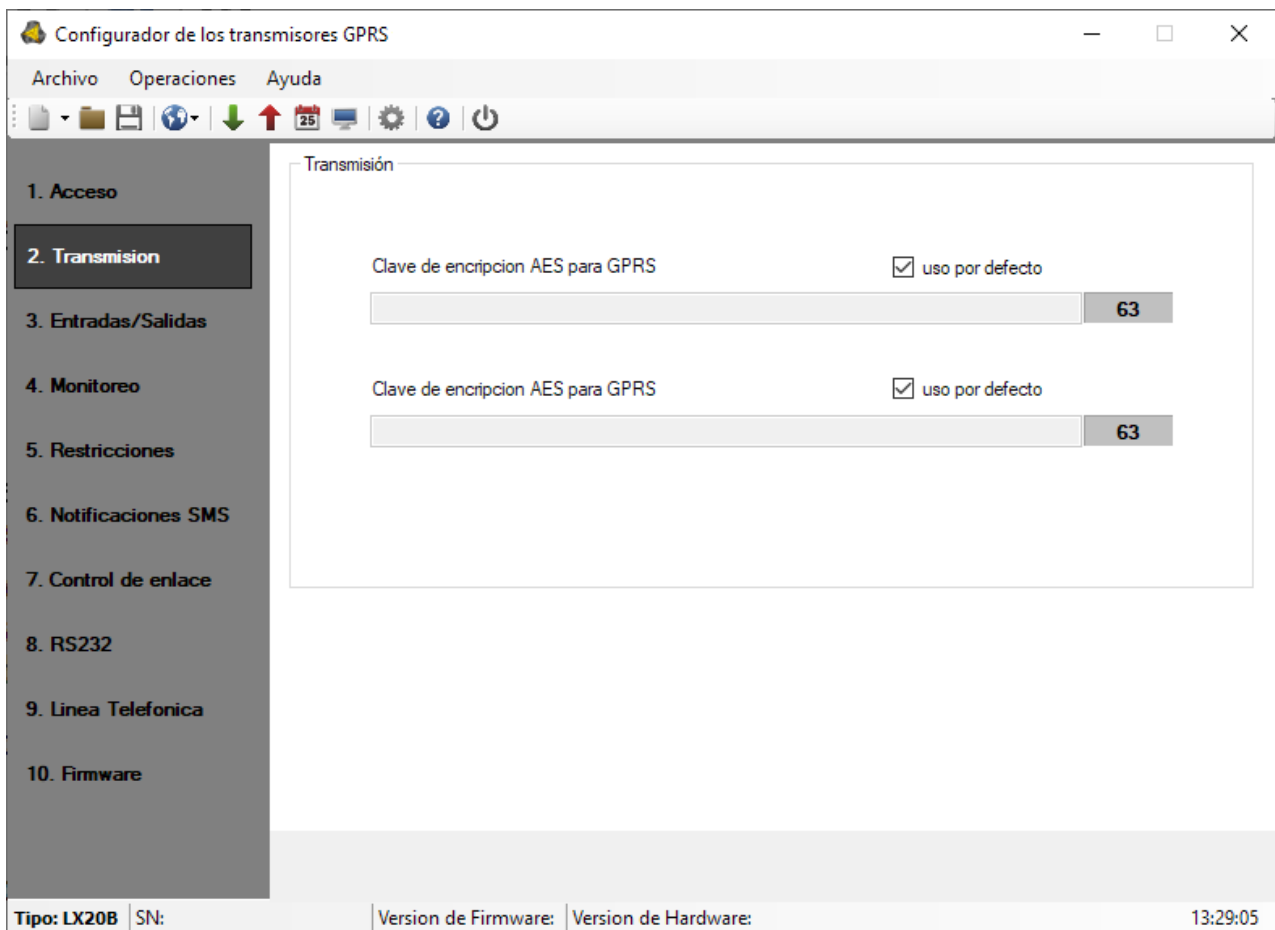 Configurador de los transmisores GPRS
Archivo Operaciones Ayuda
25
1. Acceso
2. Transmision
3. Entradas/Salidas
4. Monitoreo
5. Restricciones
6. Notificaciones SMS
7. Control de enlace
8. RS232
9. Linea Telefonica
10. Firmware
Transmisión
Clave de encripcion AES para GPRS uso por defecto
63
Clave de encripcion AES para GPRS uso por defecto
63
Tipo: LX20B SN: Version de Firmware: Version de Hardware: 13:29:05